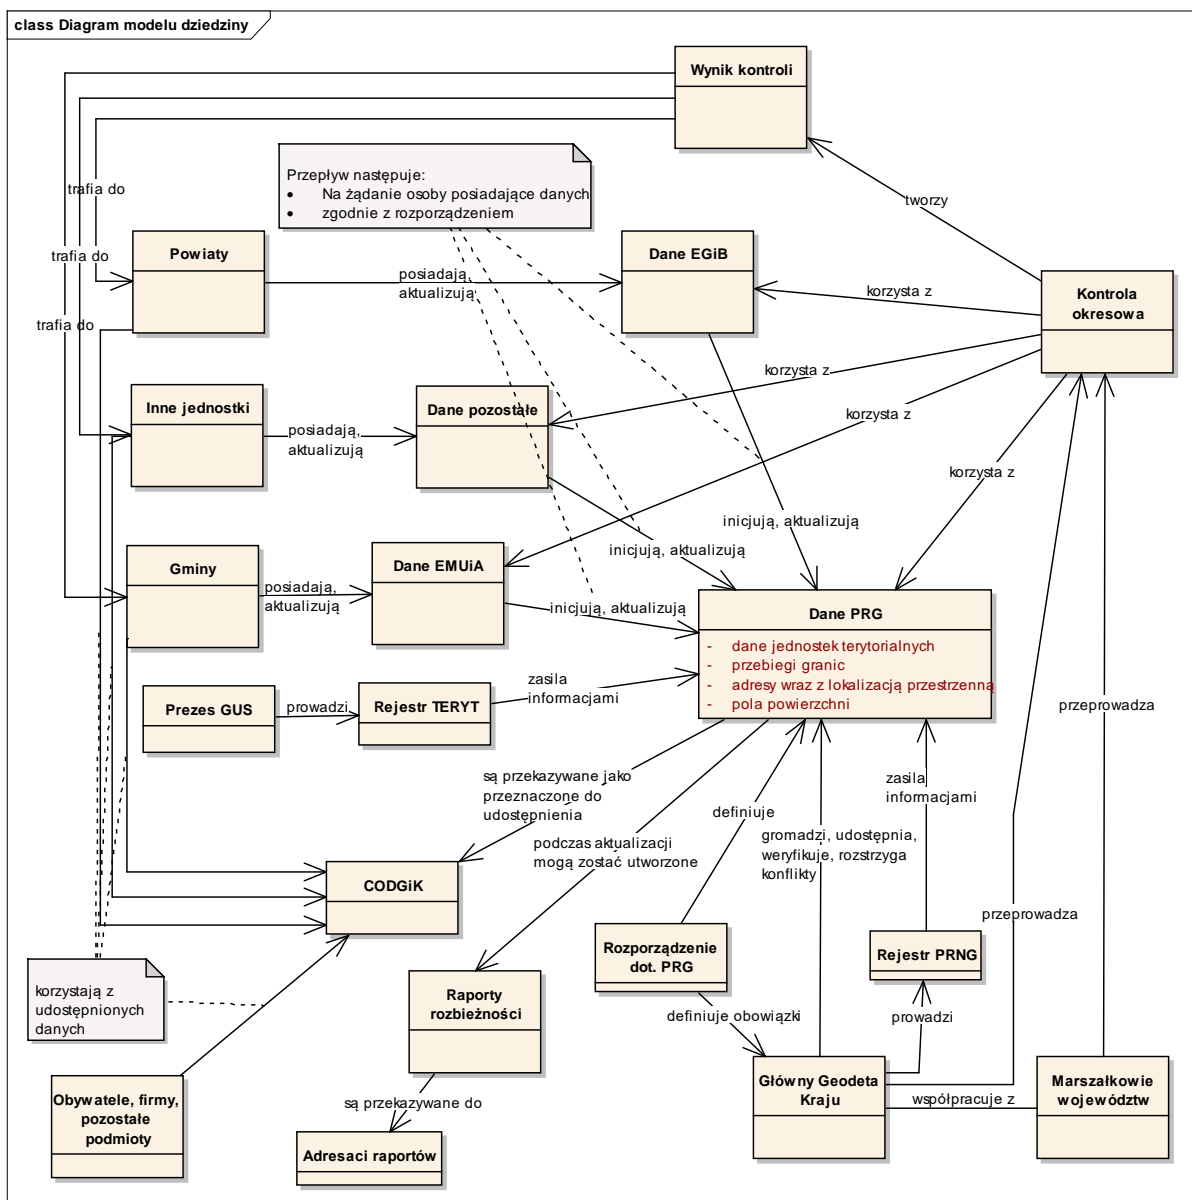 class Diagram modelu dziedziny
Wynik kontroli
Przepływ następuje:
• Na żądanie osoby posiadające danych
• zgodnie z rozporządzeniem
trafia do
trafia do
trafia do
tworzy
Powiaty
posiadają,
aktualizują
Dane EGiB
korzysta z
Kontrola
okresowa
Inne jednostki
posiadają,
aktualizują
Dane pozostałe
korzysta z
korzysta z
korzysta z
inicjują, aktualizują
inicjują, aktualizują
Gminy
posiadają,
aktualizują
Dane EMUiA
inicjują, aktualizują
Dane PRG
- dane jednostek terytorialnych
- przebiegi granic
- adresy wraz z lokalizacją przestrzenną
- pola powierzchni
Prezes GUS
prowadzi
Rejestr TERYT
zasila
informacjami
przeprowadza
są przekazywane jako
przeznaczone do
udostępnienia
definiuje
zasila
informacjami
podczas aktualizacji
mogą zostać utworzone
gromadzi, udostępnia,
weryfikuje, rozstrzyga
konflikty
CODGiK
przeprowadza
Rozporządzenie
dot. PRG
Rejestr PRNG
korzystają z
udostępnionych
danych
Raporty
rozbieżności
definiuje obowiązki
prowadzi
Obywatele, firmy,
pozostałe
podmioty
są przekazywane do
Adresaci raportów
Główny Geodeta
Kraju
współpracuje z
Marszałkowie
województw